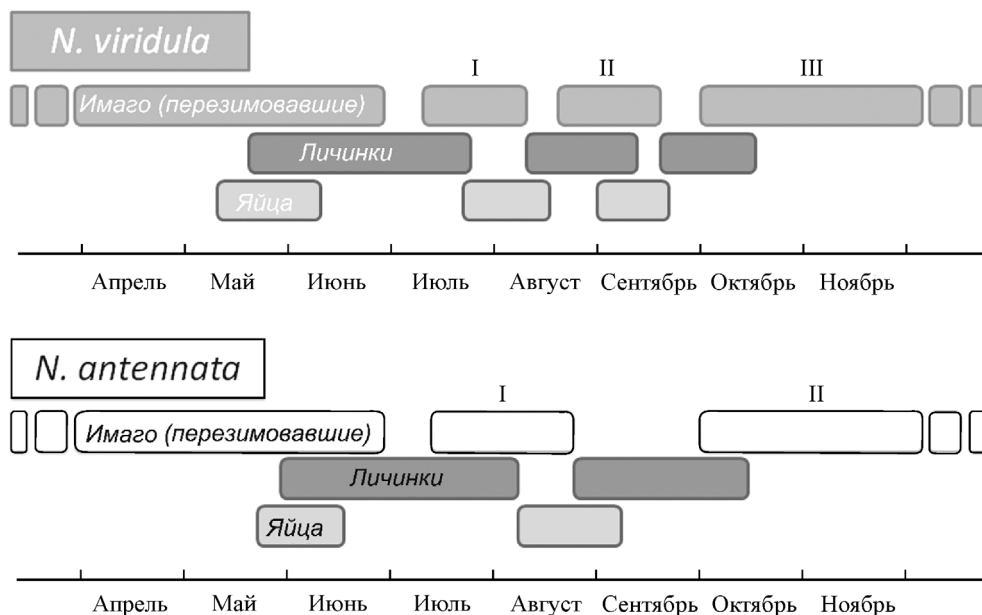 N. viridula
I II III
Имаго (перезимовавшие)
Личинки
Яйца
Апрель Май Июнь Июль Август Сентябрь Октябрь Ноябрь
N. antennata
I II
Имаго (перезимовавшие)
Личинки
Яйца
Апрель Май Июнь Июль Август Сентябрь Октябрь Ноябрь